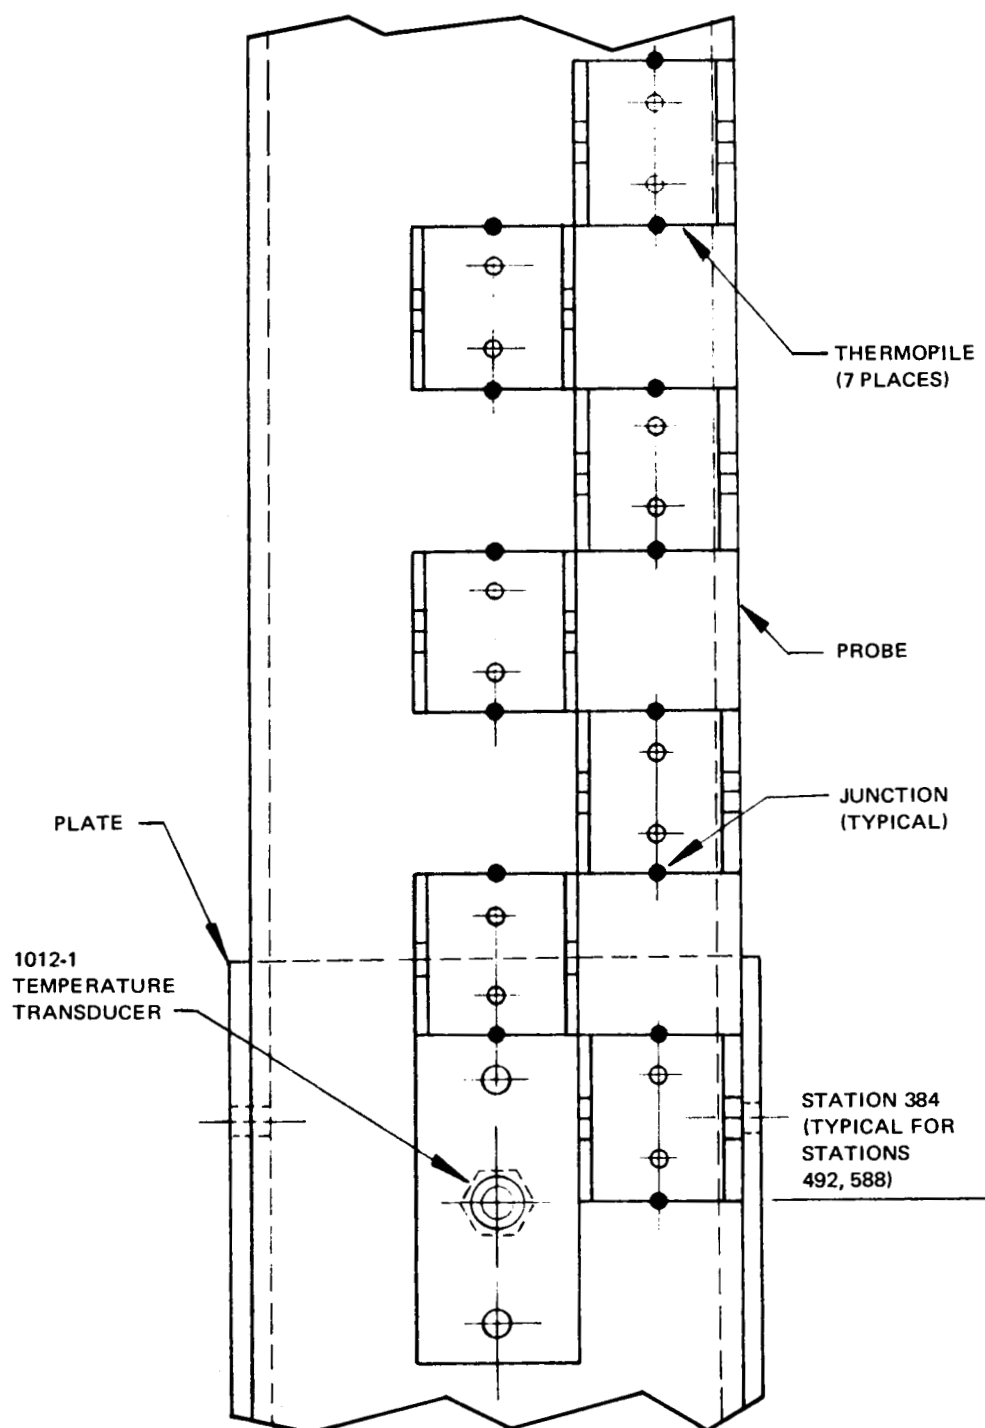 THERMOPILE
(7 PLACES)
PROBE
JUNCTION
(TYPICAL)
PLATE
1012-1
TEMPERATURE
TRANSDUCER
STATION 384
(TYPICAL FOR
STATIONS
492, 588)